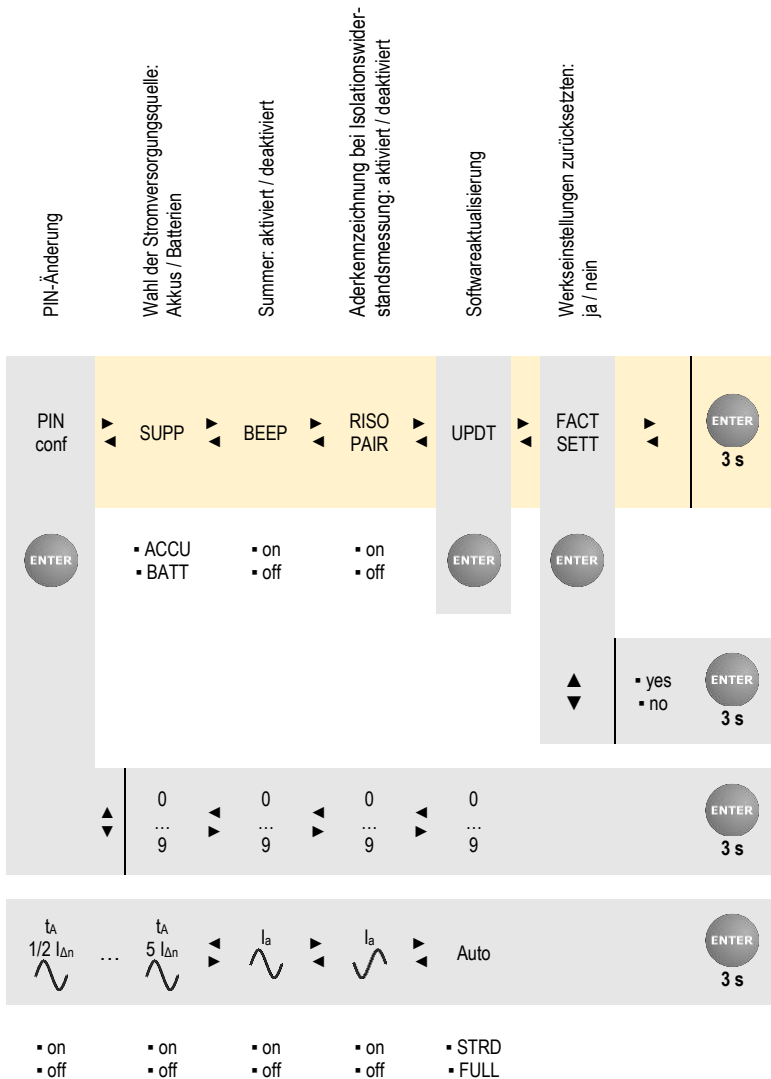 PIN-Änderung
Wahl der Stromversorgungsquelle:
Akkus / Batterien
Summer: aktiviert / deaktiviert
Aderkennzeichnung bei Isolationswider-
standsmessung: aktiviert / deaktiviert
Softwareaktualisierung
Werkseinstellungen zurücksetzten:
ja / nein
PIN
conf
► ◄
SUPP
► ◄
BEEP
► ◄
RISO
PAIR
► ◄
UPDT
► ◄
FACT
SETT
► ◄
ENTER
3 s
ENTER
▪ ACCU
▪ BATT
▪ on
▪ off
▪ on
▪ off
ENTER
ENTER
▲ ▼
▪ yes
▪ no
ENTER
3 s
▲ ▼
0
…
9
◄ ►
0
…
9
◄ ►
0
…
9
◄ ►
0
…
9
ENTER
3 s
tA
1/2 IΔn
…
tA
5 IΔn
◄ ►
Ia
► ◄
Ia
► ◄
Auto
ENTER
3 s
▪ on
▪ off
▪ on
▪ off
▪ on
▪ off
▪ on
▪ off
▪ STRD
▪ FULL